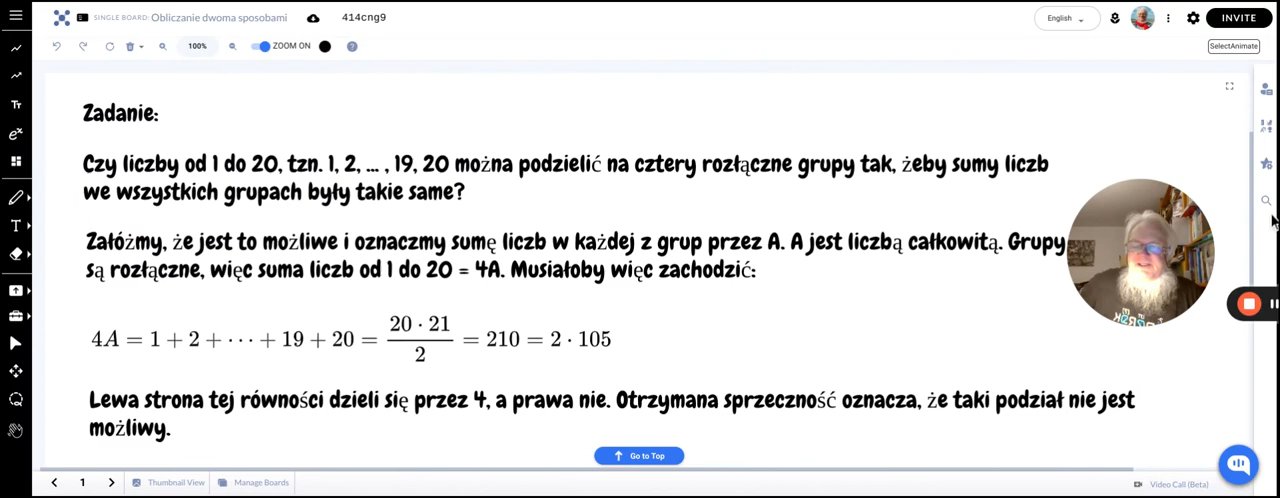 SINGLE BOARD: Obliczanie dwoma sposobami
414cng9
English
INVITE
100%
ZOOM ON
SelectAnimate
Zadanie:
Czy liczby od 1 do 20, tzn. 1, 2, ... , 19, 20 można podzielić na cztery rozłączne grupy tak, żeby sumy liczb
we wszystkich grupach były takie same?
Załóżmy, że jest to możliwe i oznaczmy sumę liczb w każdej z grup przez A. A jest liczbą całkowitą. Grupy
są rozłączne, więc suma liczb od 1 do 20 = 4A. Musiałoby więc zachodzić:
4A = 1 + 2 + ⋯ + 19 + 20 = 20 · 21 / 2 = 210 = 2 · 105
Lewa strona tej równości dzieli się przez 4, a prawa nie. Otrzymana sprzeczność oznacza, że taki podział nie jest
możliwy.
Go to Top
1
Thumbnail View
Manage Boards
Video Call (Beta)